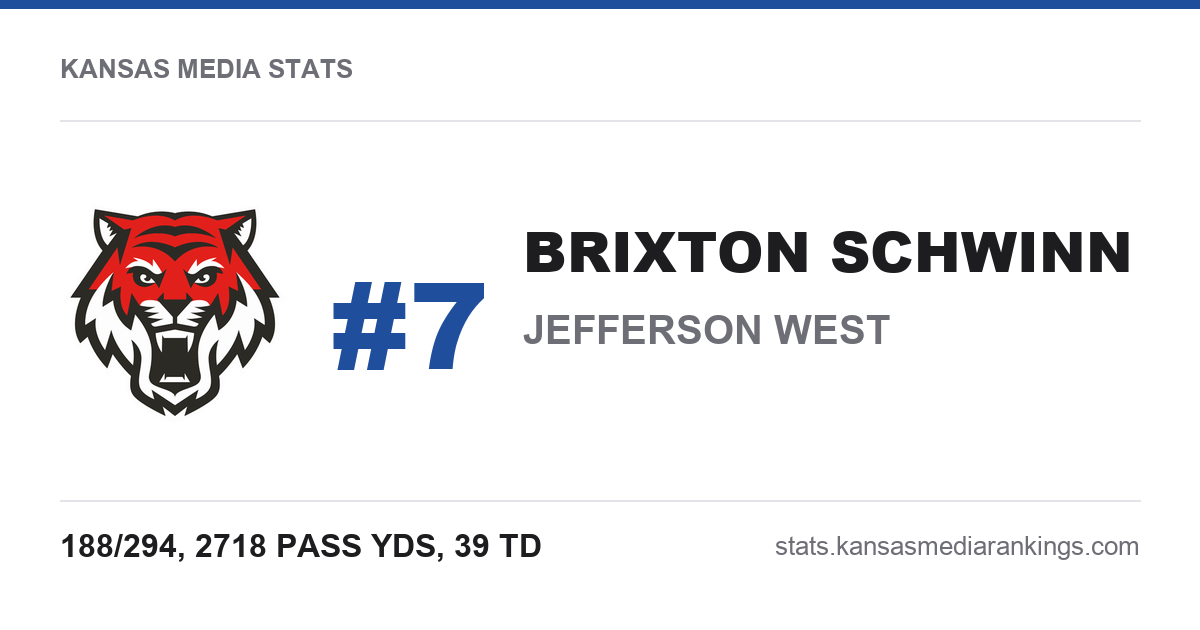 KANSAS MEDIA STATS
#7
BRIXTON SCHWINN
JEFFERSON WEST
188/294, 2718 PASS YDS, 39 TD
stats.kansasmediarankings.com